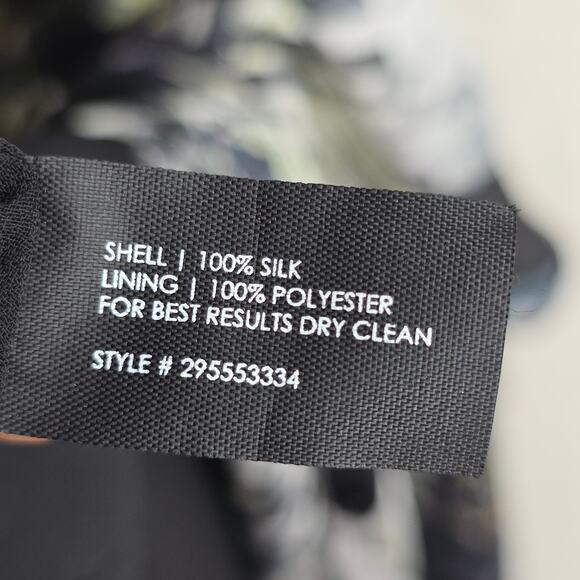 SHELL | 100% SILK
LINING | 100% POLYESTER
FOR BEST RESULTS DRY CLEAN
STYLE # 295553334